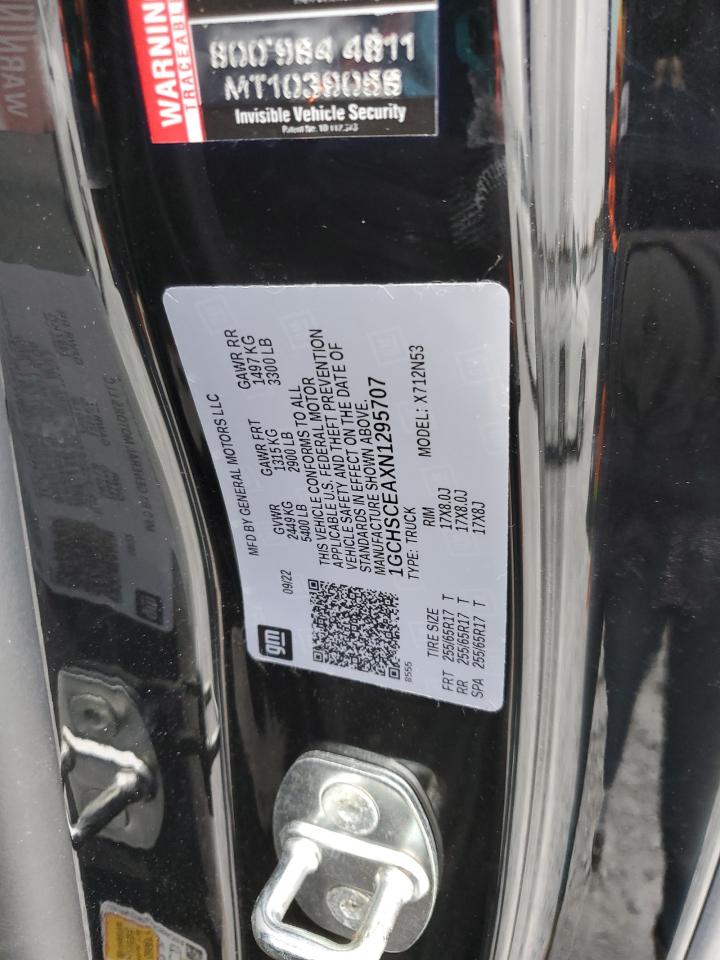 WARNING
TRACEABLE
800 984 4811
MT1039086
Invisible Vehicle Security
gm
MFD BY GENERAL MOTORS LLC
09/22
GVWR GAWR FRT GAWR RR
2449 KG 1315 KG 1497 KG
5400 LB 2900 LB 3300 LB
THIS VEHICLE CONFORMS TO ALL
APPLICABLE U.S. FEDERAL MOTOR
VEHICLE SAFETY AND THEFT PREVENTION
STANDARDS IN EFFECT ON THE DATE OF
MANUFACTURE SHOWN ABOVE.
1GCHSCEAXN1295707
TYPE: TRUCK MODEL: X712N53
8555
TIRE SIZE RIM
FRT 255/65R17 T 17X8.0J
RR 255/65R17 T 17X8.0J
SPA 255/65R17 T 17X8J